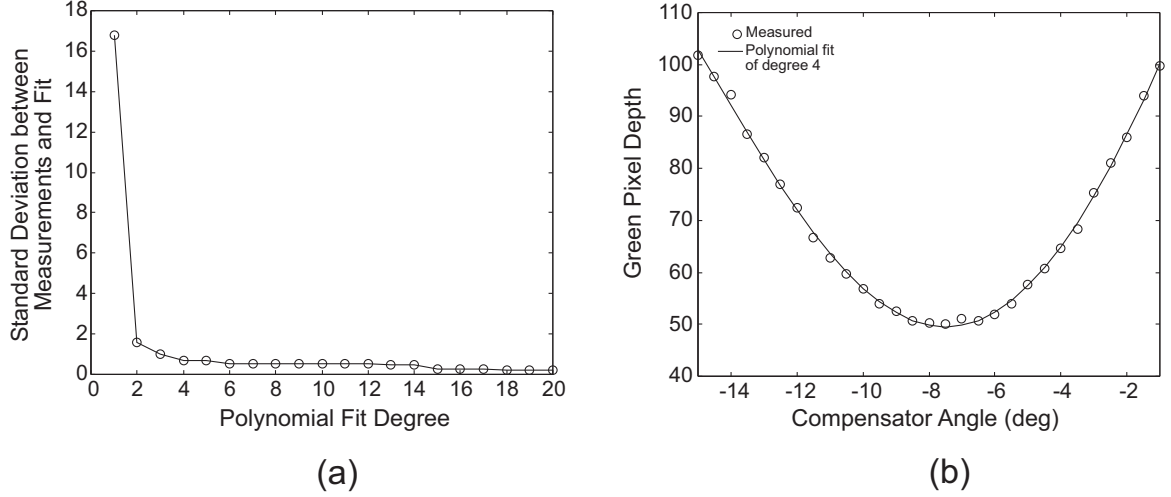 18
16
14
12
10
8
6
4
2
0
0 2 4 6 8 10 12 14 16 18 20
Standard Deviation between
Measurements and Fit
Polynomial Fit Degree
(a)
110
100
90
80
70
60
50
40
-14 -12 -10 -8 -6 -4 -2
Green Pixel Depth
Compensator Angle (deg)
Measured
Polynomial fit
of degree 4
(b)